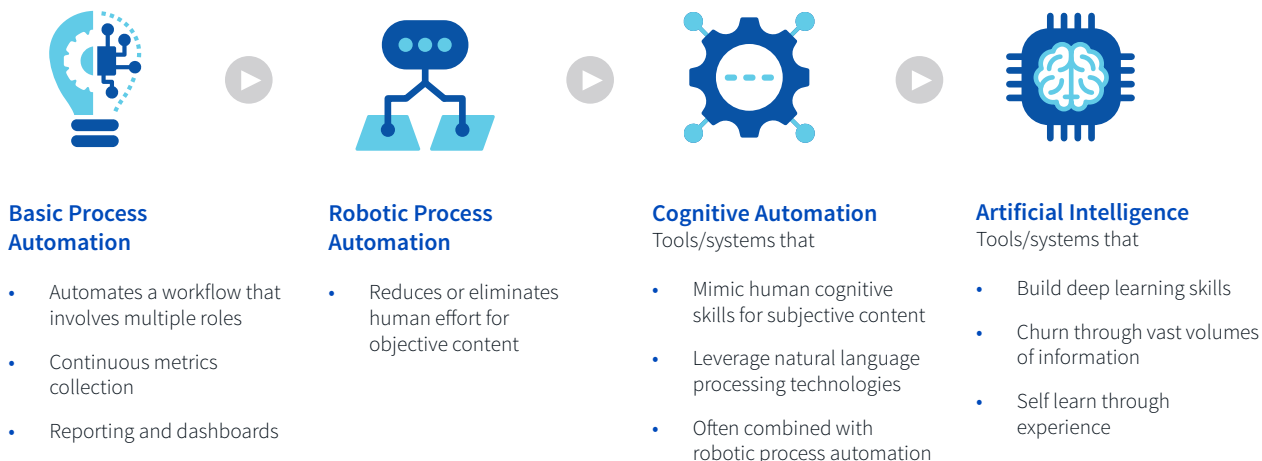 Basic Process
Automation
• Automates a workflow that
involves multiple roles
• Continuous metrics
collection
• Reporting and dashboards
Robotic Process
Automation
• Reduces or eliminates
human effort for
objective content
Cognitive Automation
Tools/systems that
• Mimic human cognitive
skills for subjective content
• Leverage natural language
processing technologies
• Often combined with
robotic process automation
Artificial Intelligence
Tools/systems that
• Build deep learning skills
• Churn through vast volumes
of information
• Self learn through
experience